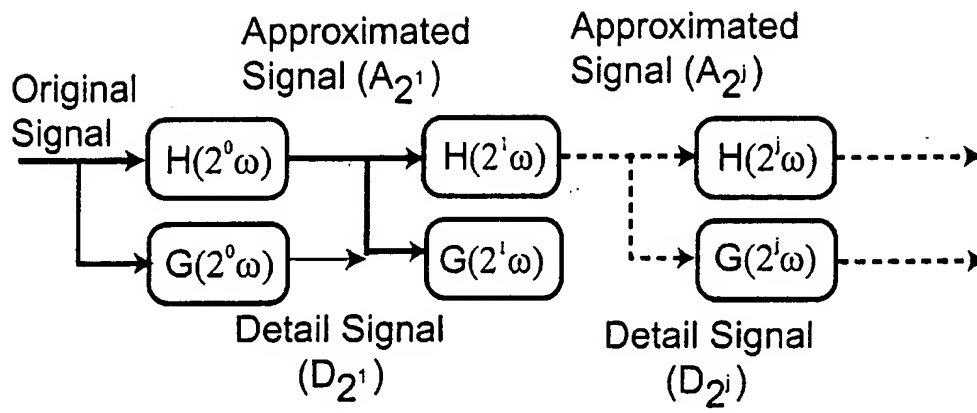 Approximated
Signal (A₂¹)
Approximated
Signal (A₂ʲ)
Original
Signal
H(2⁰ω)
H(2¹ω)
H(2ʲω)
G(2⁰ω)
G(2¹ω)
G(2ʲω)
Detail Signal
(D₂¹)
Detail Signal
(D₂ʲ)